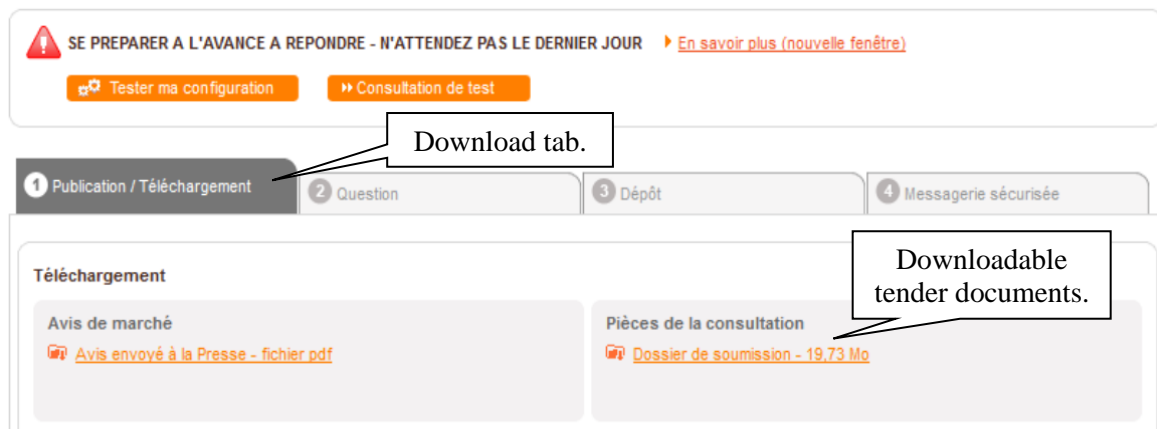 SE PREPARER A L'AVANCE A REPONDRE - N'ATTENDEZ PAS LE DERNIER JOUR En savoir plus (nouvelle fenêtre)
Tester ma configuration Consultation de test
Download tab.
1 Publication / Téléchargement 2 Question 3 Dépôt 4 Messagerie sécurisée
Downloadable
tender documents.
Téléchargement
Avis de marché Pièces de la consultation
Avis envoyé à la Presse - fichier pdf Dossier de soumission - 19,73 Mo